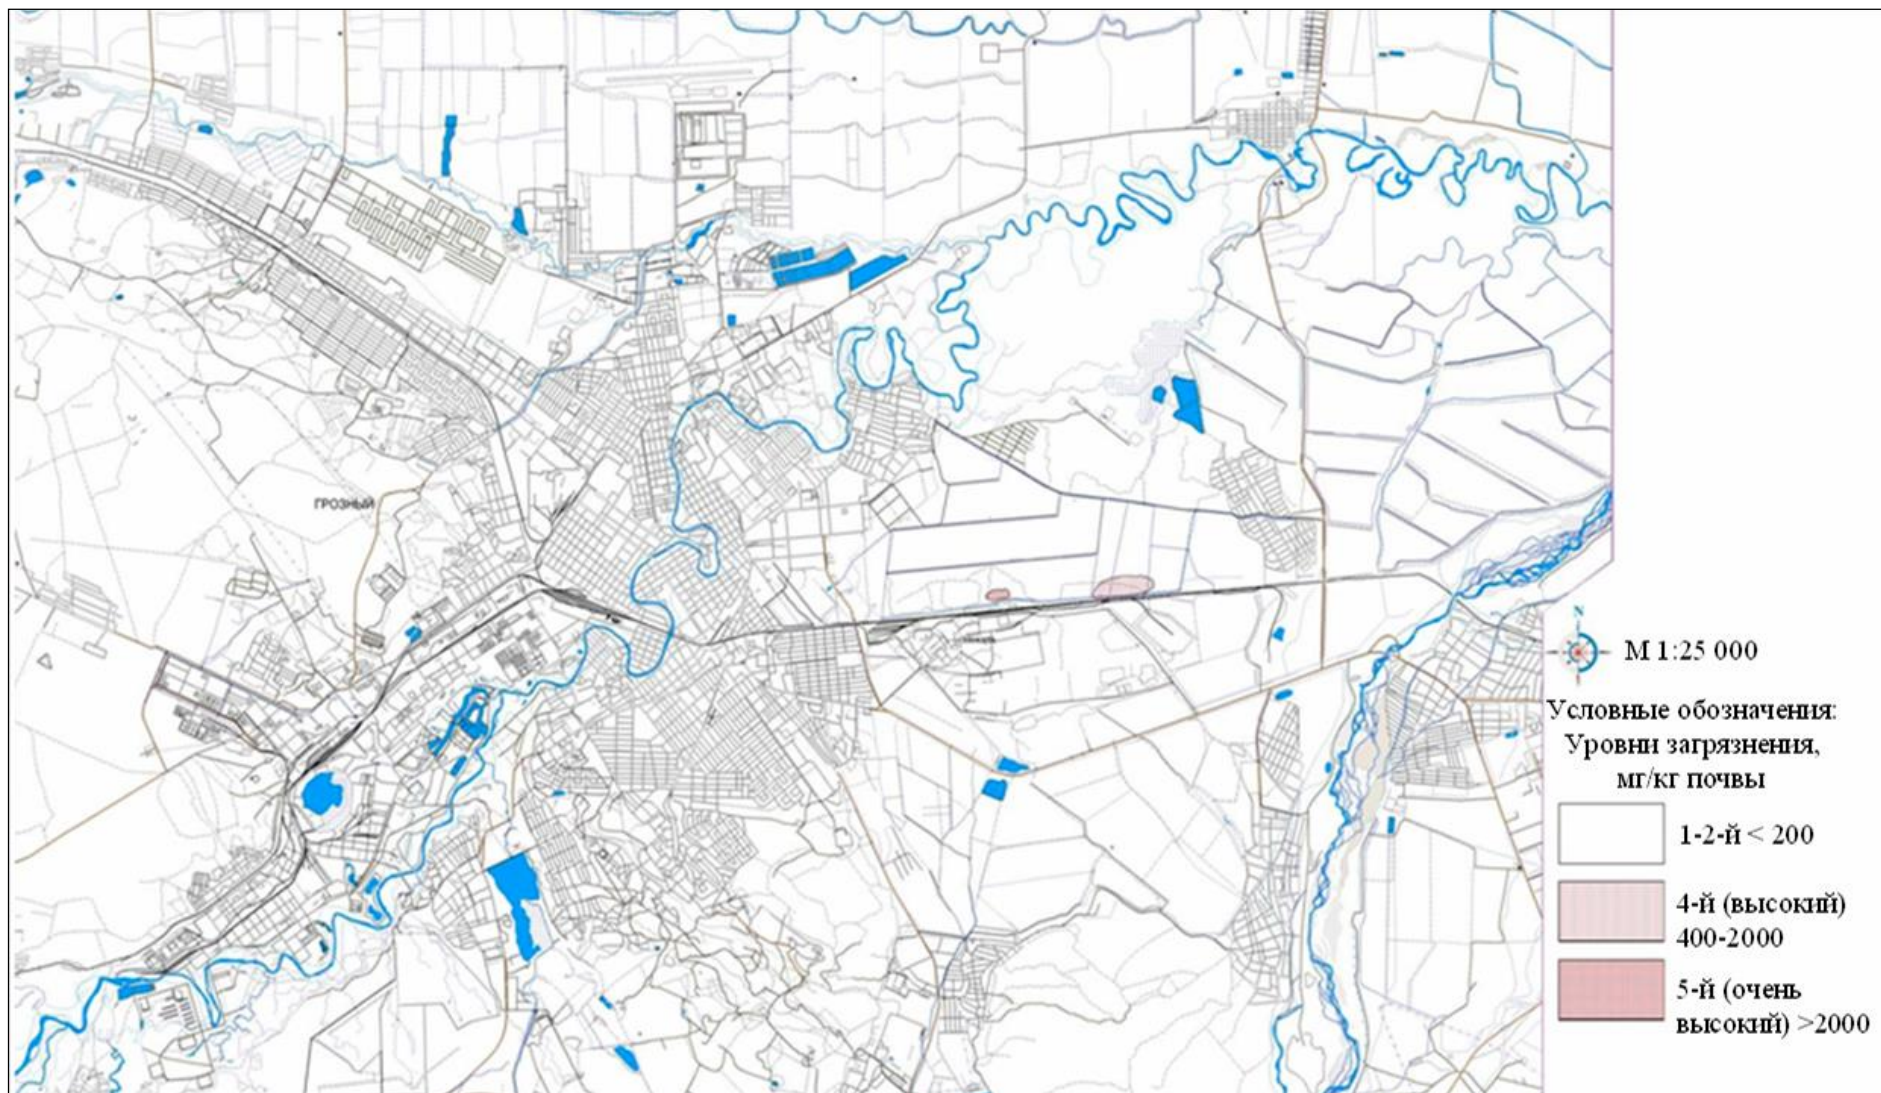 ГРОЗНЫЙ
N
М 1:25 000
Условные обозначения:
Уровни загрязнения,
мг/кг почвы
1-2-й < 200
4-й (высокий)
400-2000
5-й (очень
высокий) >2000